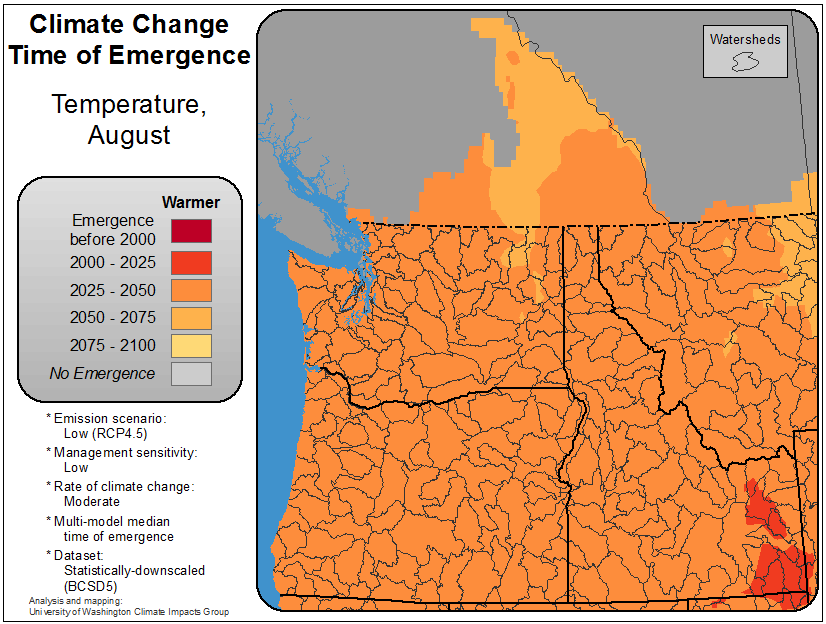 Climate Change
Time of Emergence
Temperature,
August
Warmer
Emergence
before 2000
2000 - 2025
2025 - 2050
2050 - 2075
2075 - 2100
No Emergence
* Emission scenario:
Low (RCP4.5)
* Management sensitivity:
Low
* Rate of climate change:
Moderate
* Multi-model median
time of emergence
* Dataset:
Statistically-downscaled
(BCSD5)
Analysis and mapping:
University of Washington Climate Impacts Group
Watersheds